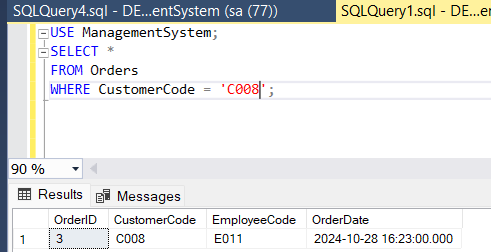 SQLQuery4.sql - DE...entSystem (sa (77)) SQLQuery1.sql - DE
USE ManagementSystem;
SELECT *
FROM Orders
WHERE CustomerCode = 'C008';
90 %
Results Messages
OrderID CustomerCode EmployeeCode OrderDate
1 3 C008 E011 2024-10-28 16:23:00.000